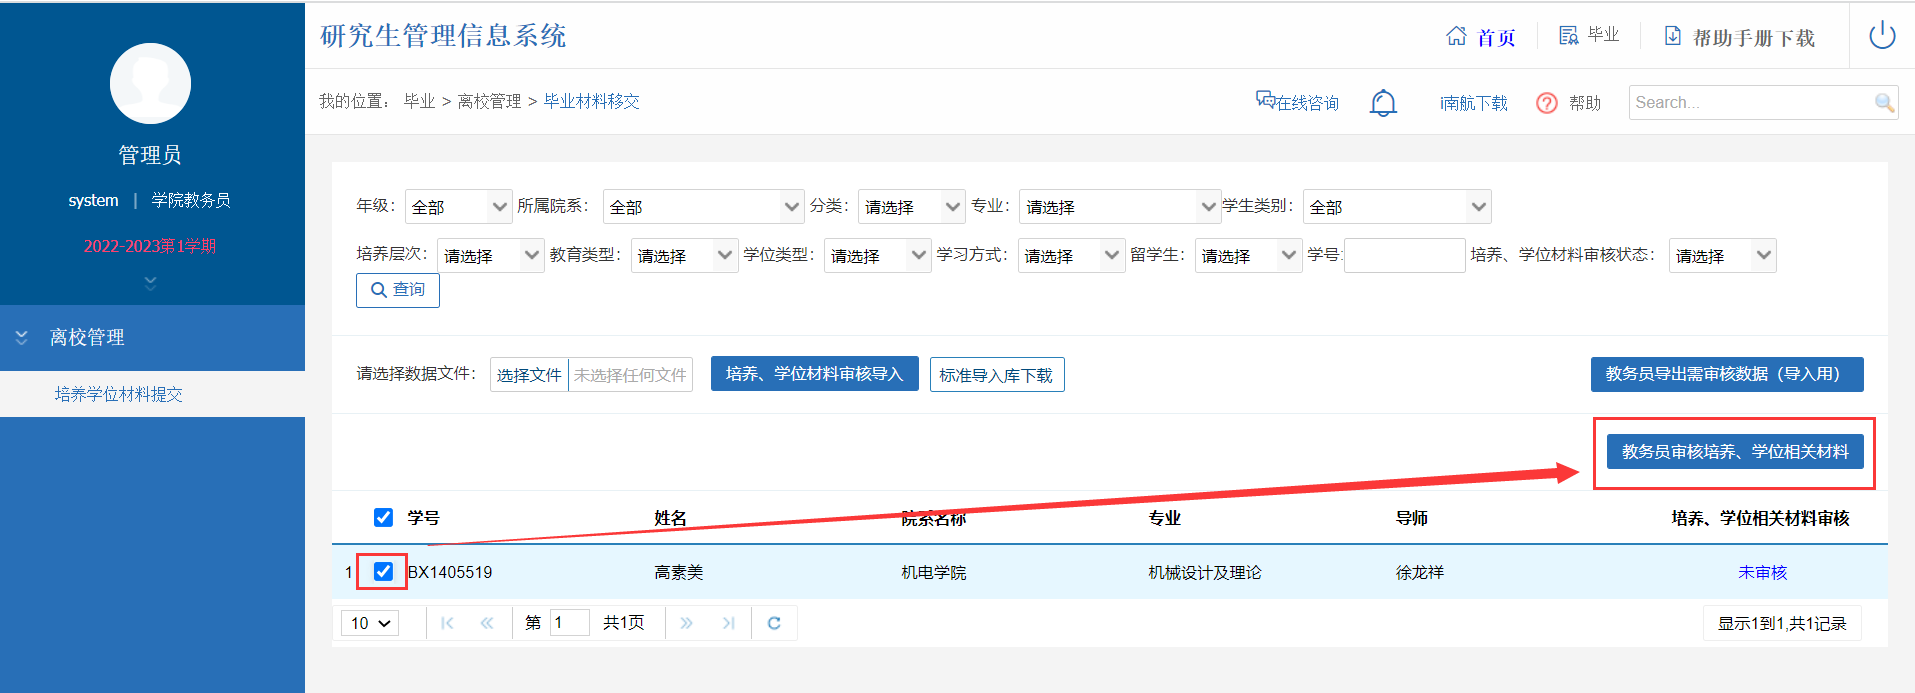 研究生管理信息系统
首页
毕业
帮助手册下载
管理员
system | 学院教务员
2022-2023第1学期
离校管理
培养学位材料提交
我的位置： 毕业 > 离校管理 > 毕业材料移交
在线咨询
i南航下载
帮助
Search...
年级： 全部 所属院系： 全部 分类： 请选择 专业： 请选择 学生类别： 全部
培养层次： 请选择 教育类型： 请选择 学位类型： 请选择 学习方式： 请选择 留学生： 请选择 学号: 培养、学位材料审核状态： 请选择
查询
请选择数据文件： 选择文件 未选择任何文件 培养、学位材料审核导入 标准导入库下载 教务员导出需审核数据（导入用）
教务员审核培养、学位相关材料
学号 姓名 院系名称 专业 导师 培养、学位相关材料审核
1 BX1405519 高素美 机电学院 机械设计及理论 徐龙祥 未审核
10 第 1 共1页 显示1到1,共1记录